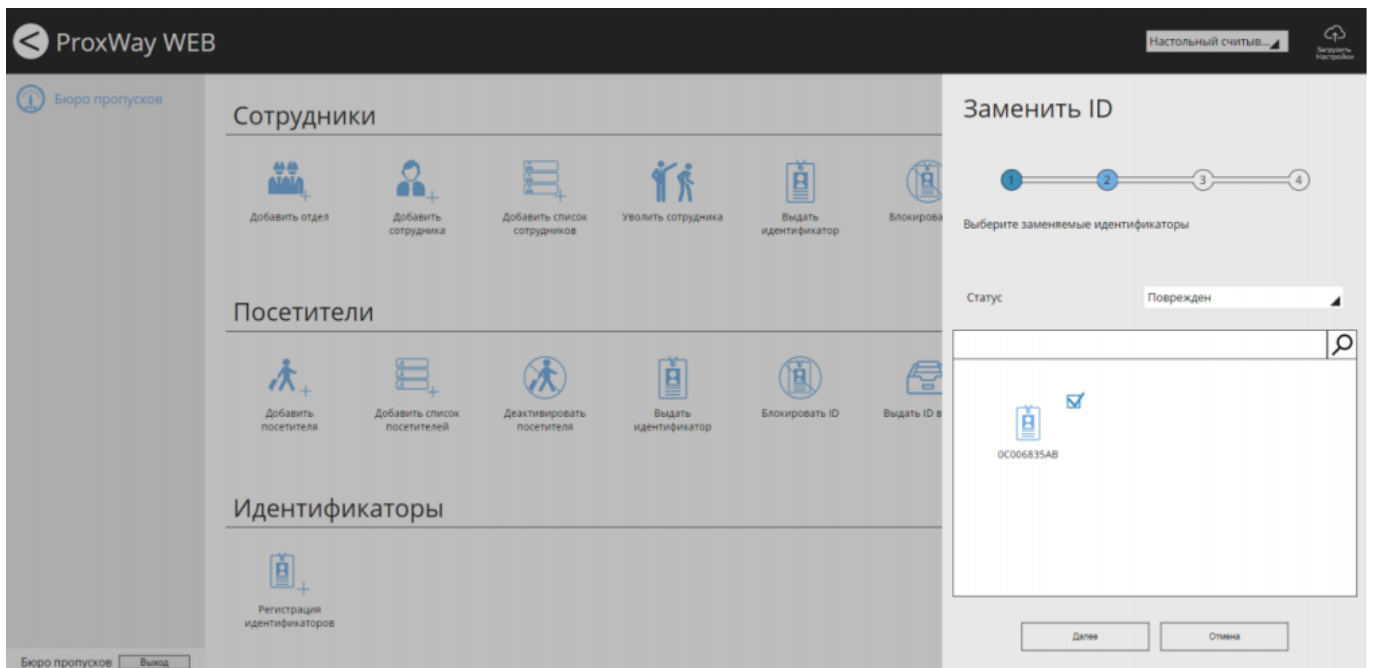 ProxWay WEB
Настольный считыв...
Загрузить
Настройки
Бюро пропусков
Сотрудники
Добавить отдел
Добавить
сотрудника
Добавить список
сотрудников
Уволить сотрудника
Выдать
идентификатор
Блокирова
Посетители
Добавить
посетителя
Добавить список
посетителей
Деактивировать
посетителя
Выдать
идентификатор
Блокировать ID
Выдать ID в
Идентификаторы
Регистрация
идентификаторов
Бюро пропусков
Выход
Заменить ID
1 2 3 4
Выберите заменяемые идентификаторы
Статус
Поврежден
0C006835AB
Далее
Отмена